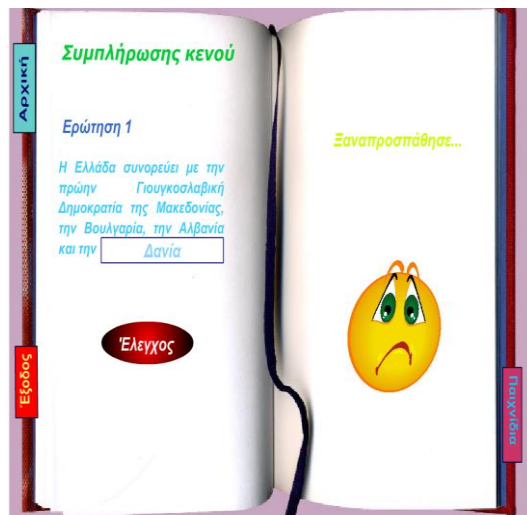 Αρχική
Συμπλήρωσης κενού
Ερώτηση 1
Η Ελλάδα συνορεύει με την
πρώην Γιουγκοσλαβική
Δημοκρατία της Μακεδονίας,
την Βουλγαρία, την Αλβανία
και την Δανία
Έλεγχος
Έξοδος
Ξαναπροσπάθησε...
Παιχνίδια